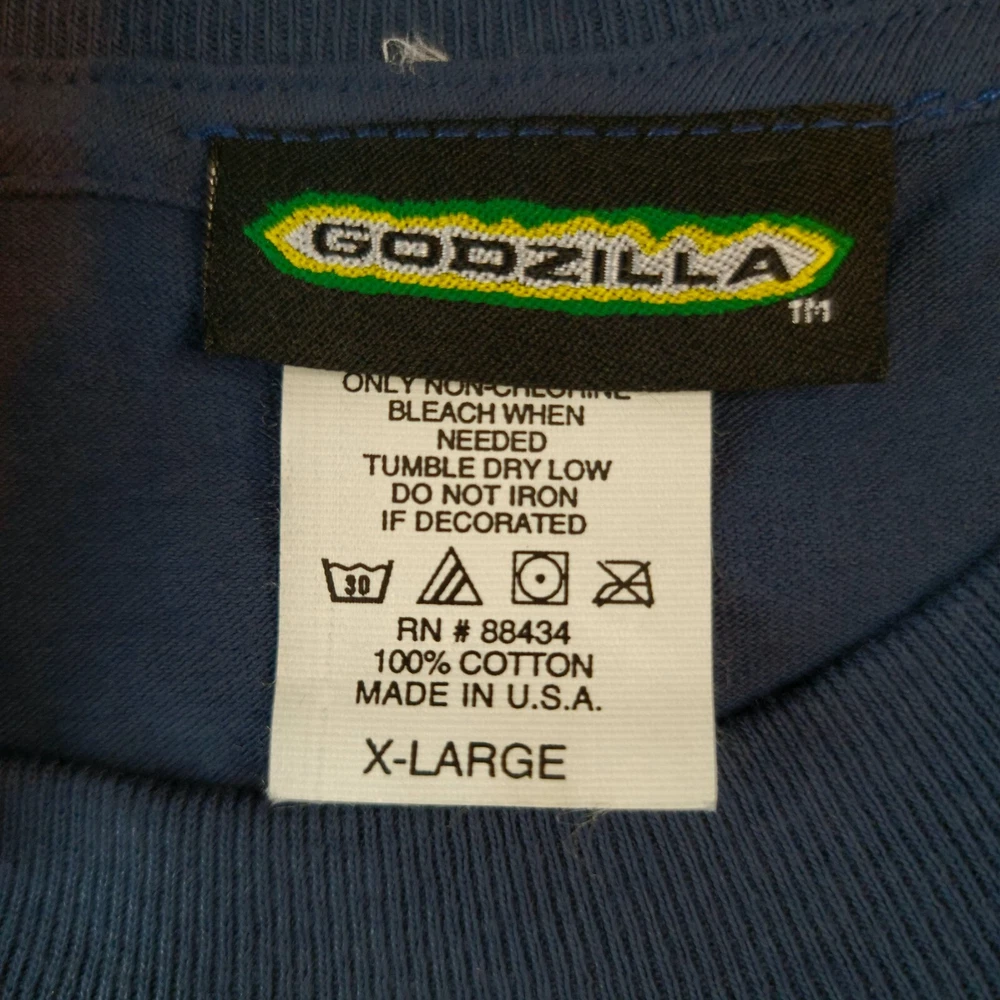 GODZILLA
TM
ONLY NON-CHLORINE
BLEACH WHEN
NEEDED
TUMBLE DRY LOW
DO NOT IRON
IF DECORATED
30
RN # 88434
100% COTTON
MADE IN U.S.A.
X-LARGE